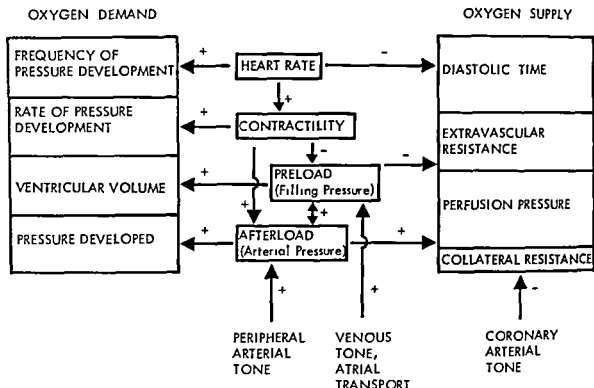 OXYGEN DEMAND
OXYGEN SUPPLY
FREQUENCY OF
PRESSURE DEVELOPMENT
+
HEART RATE
-
DIASTOLIC TIME
+
RATE OF PRESSURE
DEVELOPMENT
+
CONTRACTILITY
EXTRAVASCULAR
RESISTANCE
-
-
VENTRICULAR VOLUME
+
PRELOAD
(Filling Pressure)
PERFUSION PRESSURE
+
+
PRESSURE DEVELOPED
+
AFTERLOAD
(Arterial Pressure)
+
COLLATERAL RESISTANCE
+
+
-
PERIPHERAL
ARTERIAL
TONE
VENOUS
TONE,
ATRIAL
TRANSPORT
CORONARY
ARTERIAL
TONE